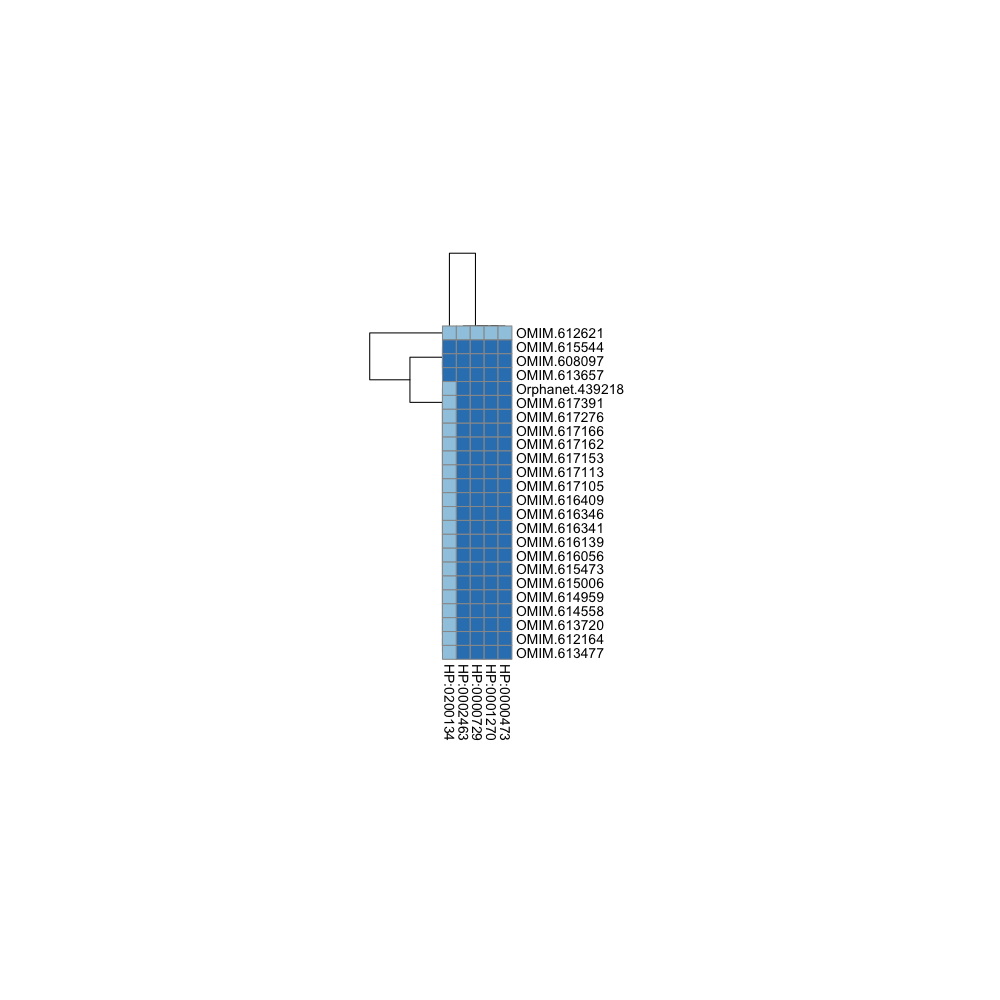 OMIM.612621
OMIM.615544
OMIM.608097
OMIM.613657
Orphanet.439218
OMIM.617391
OMIM.617276
OMIM.617166
OMIM.617162
OMIM.617153
OMIM.617113
OMIM.617105
OMIM.616409
OMIM.616346
OMIM.616341
OMIM.616139
OMIM.616056
OMIM.615473
OMIM.615006
OMIM.614959
OMIM.614558
OMIM.613720
OMIM.612164
OMIM.613477
HP:0200134
HP:0002463
HP:0000729
HP:0001270
HP:0000473